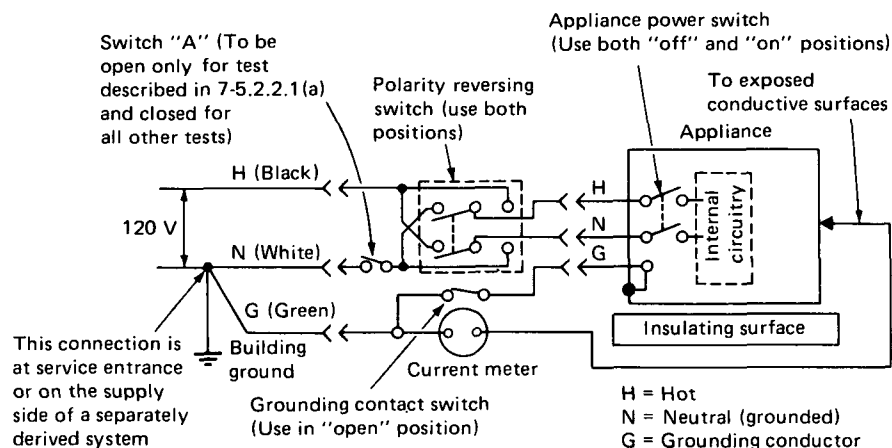 Appliance power switch
(Use both "off" and "on" positions)
Switch "A" (To be
open only for test
described in 7-5.2.2.1(a)
and closed for
all other tests)
Polarity reversing
switch (use both
positions)
To exposed
conductive surfaces
Appliance
H (Black)
H
120 V
N
N (White)
G
Internal
circuitry
G (Green)
Insulating surface
This connection is
at service entrance
or on the supply
side of a separately
derived system
Building
ground
Current meter
Grounding contact switch
(Use in "open" position)
H = Hot
N = Neutral (grounded)
G = Grounding conductor